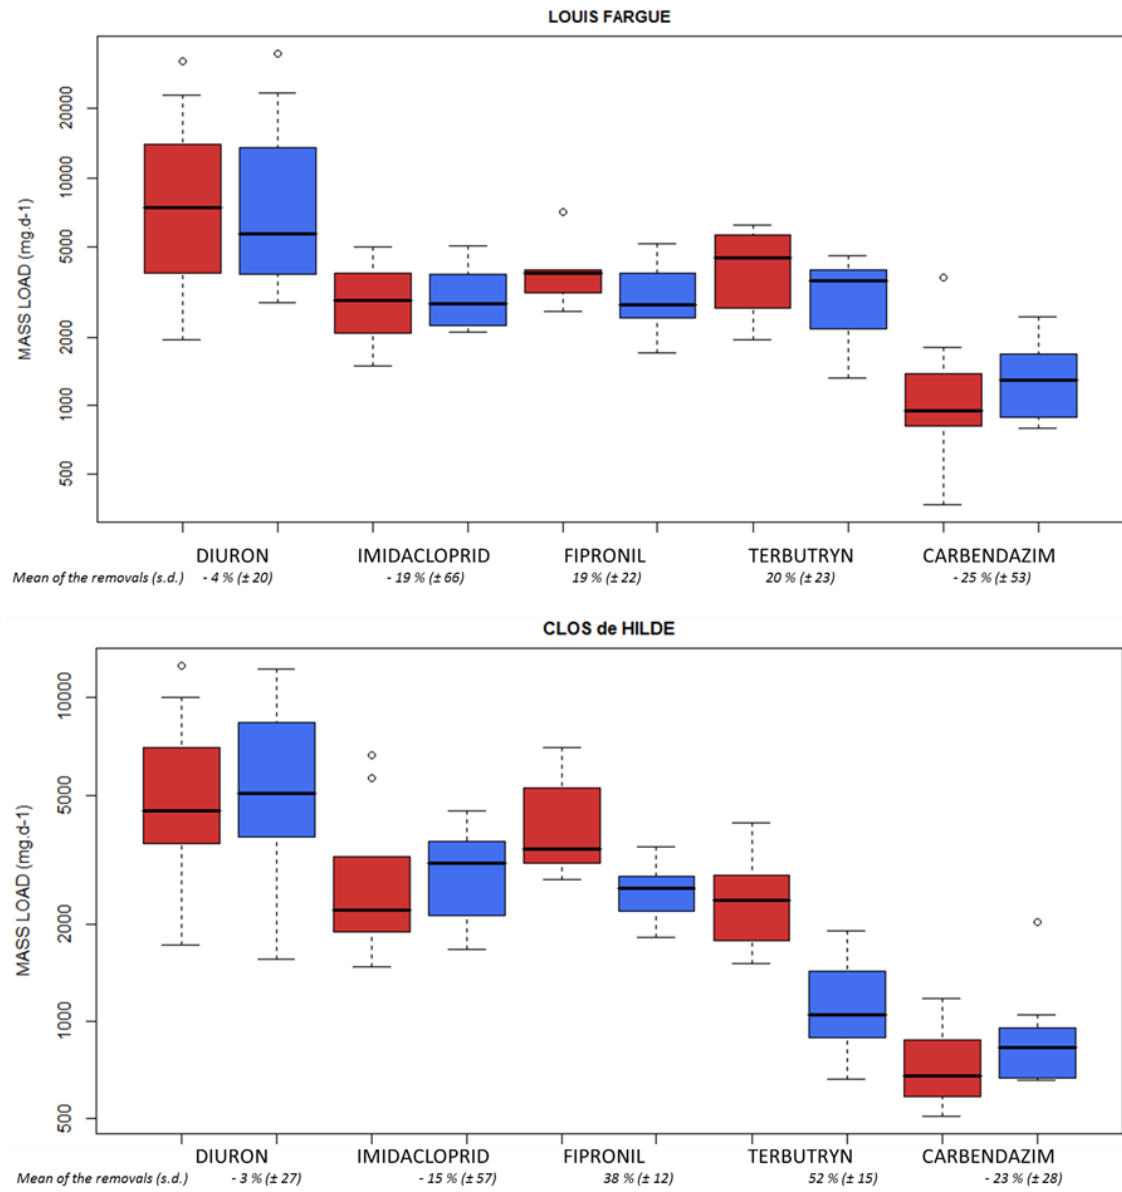 LOUIS FARGUE
MASS LOAD (mg.d-1)
20000
10000
5000
2000
1000
500
DIURON IMIDACLOPRID FIPRONIL TERBUTRYN CARBENDAZIM
Mean of the removals (s.d.) - 4 % (± 20) - 19 % (± 66) 19 % (± 22) 20 % (± 23) - 25 % (± 53)
CLOS de HILDE
MASS LOAD (mg.d-1)
10000
5000
2000
1000
500
DIURON IMIDACLOPRID FIPRONIL TERBUTRYN CARBENDAZIM
Mean of the removals (s.d.) - 3 % (± 27) - 15 % (± 57) 38 % (± 12) 52 % (± 15) - 23 % (± 28)